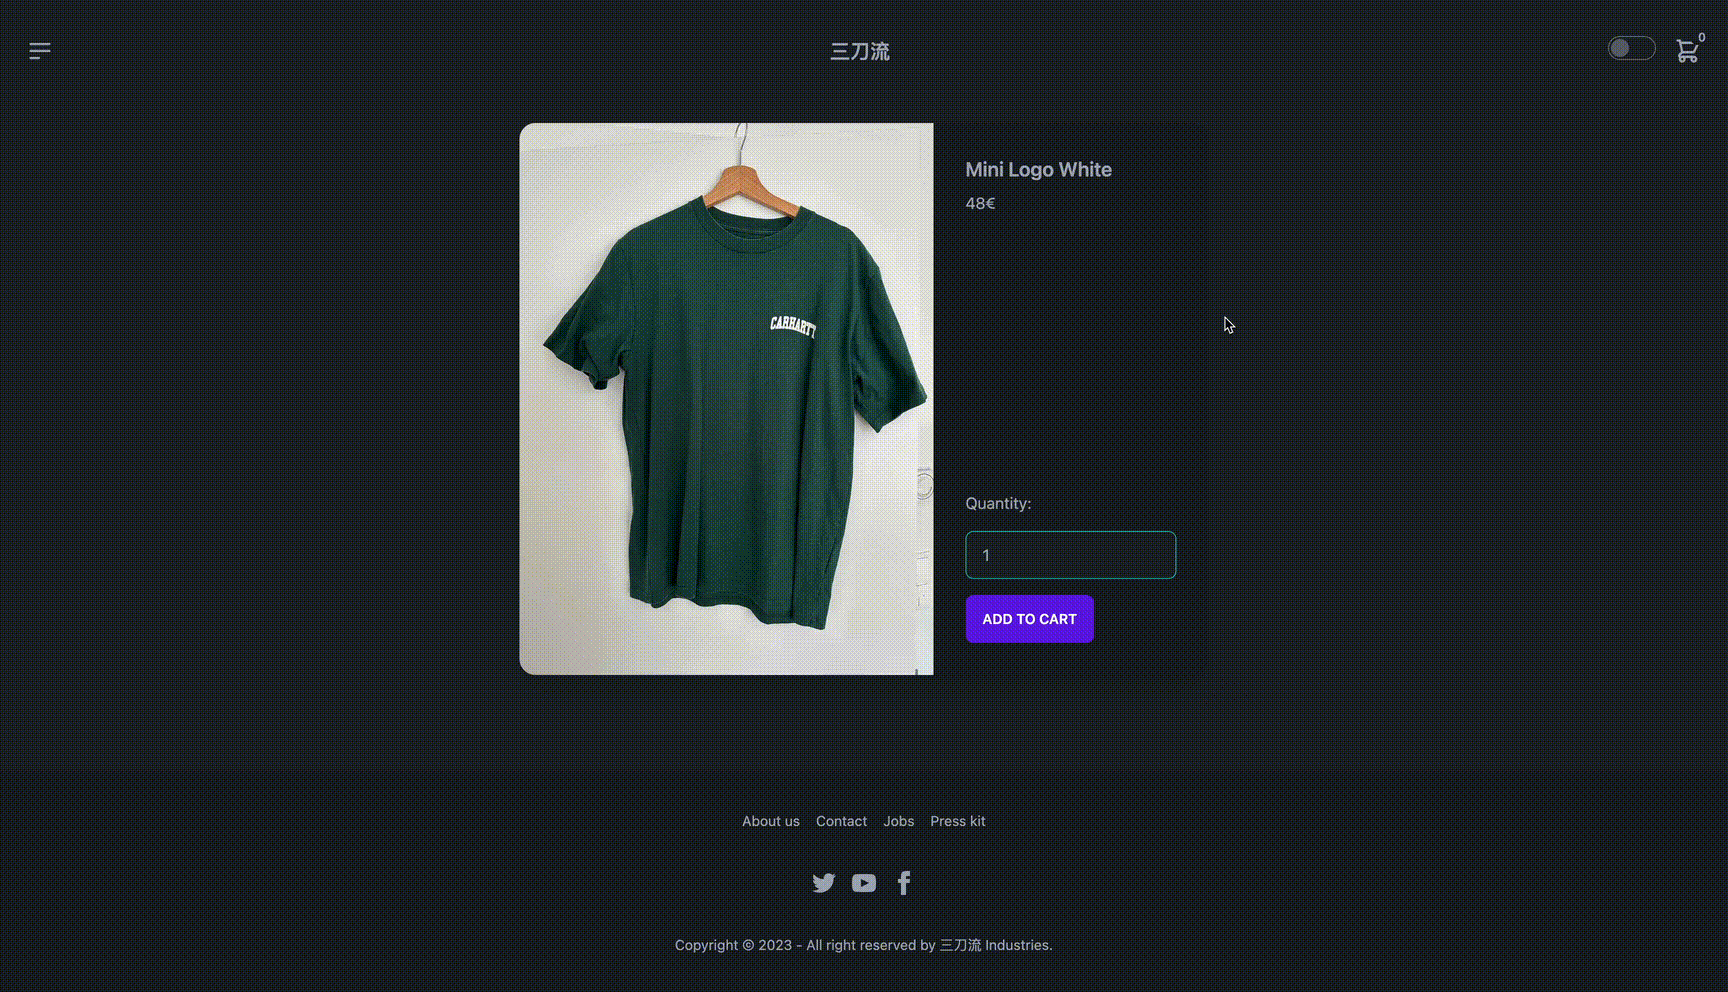 三刀流
0
CARHARTT
Mini Logo White
48€
Quantity:
1
ADD TO CART
About us Contact Jobs Press kit
Copyright © 2023 - All right reserved by 三刀流 Industries.